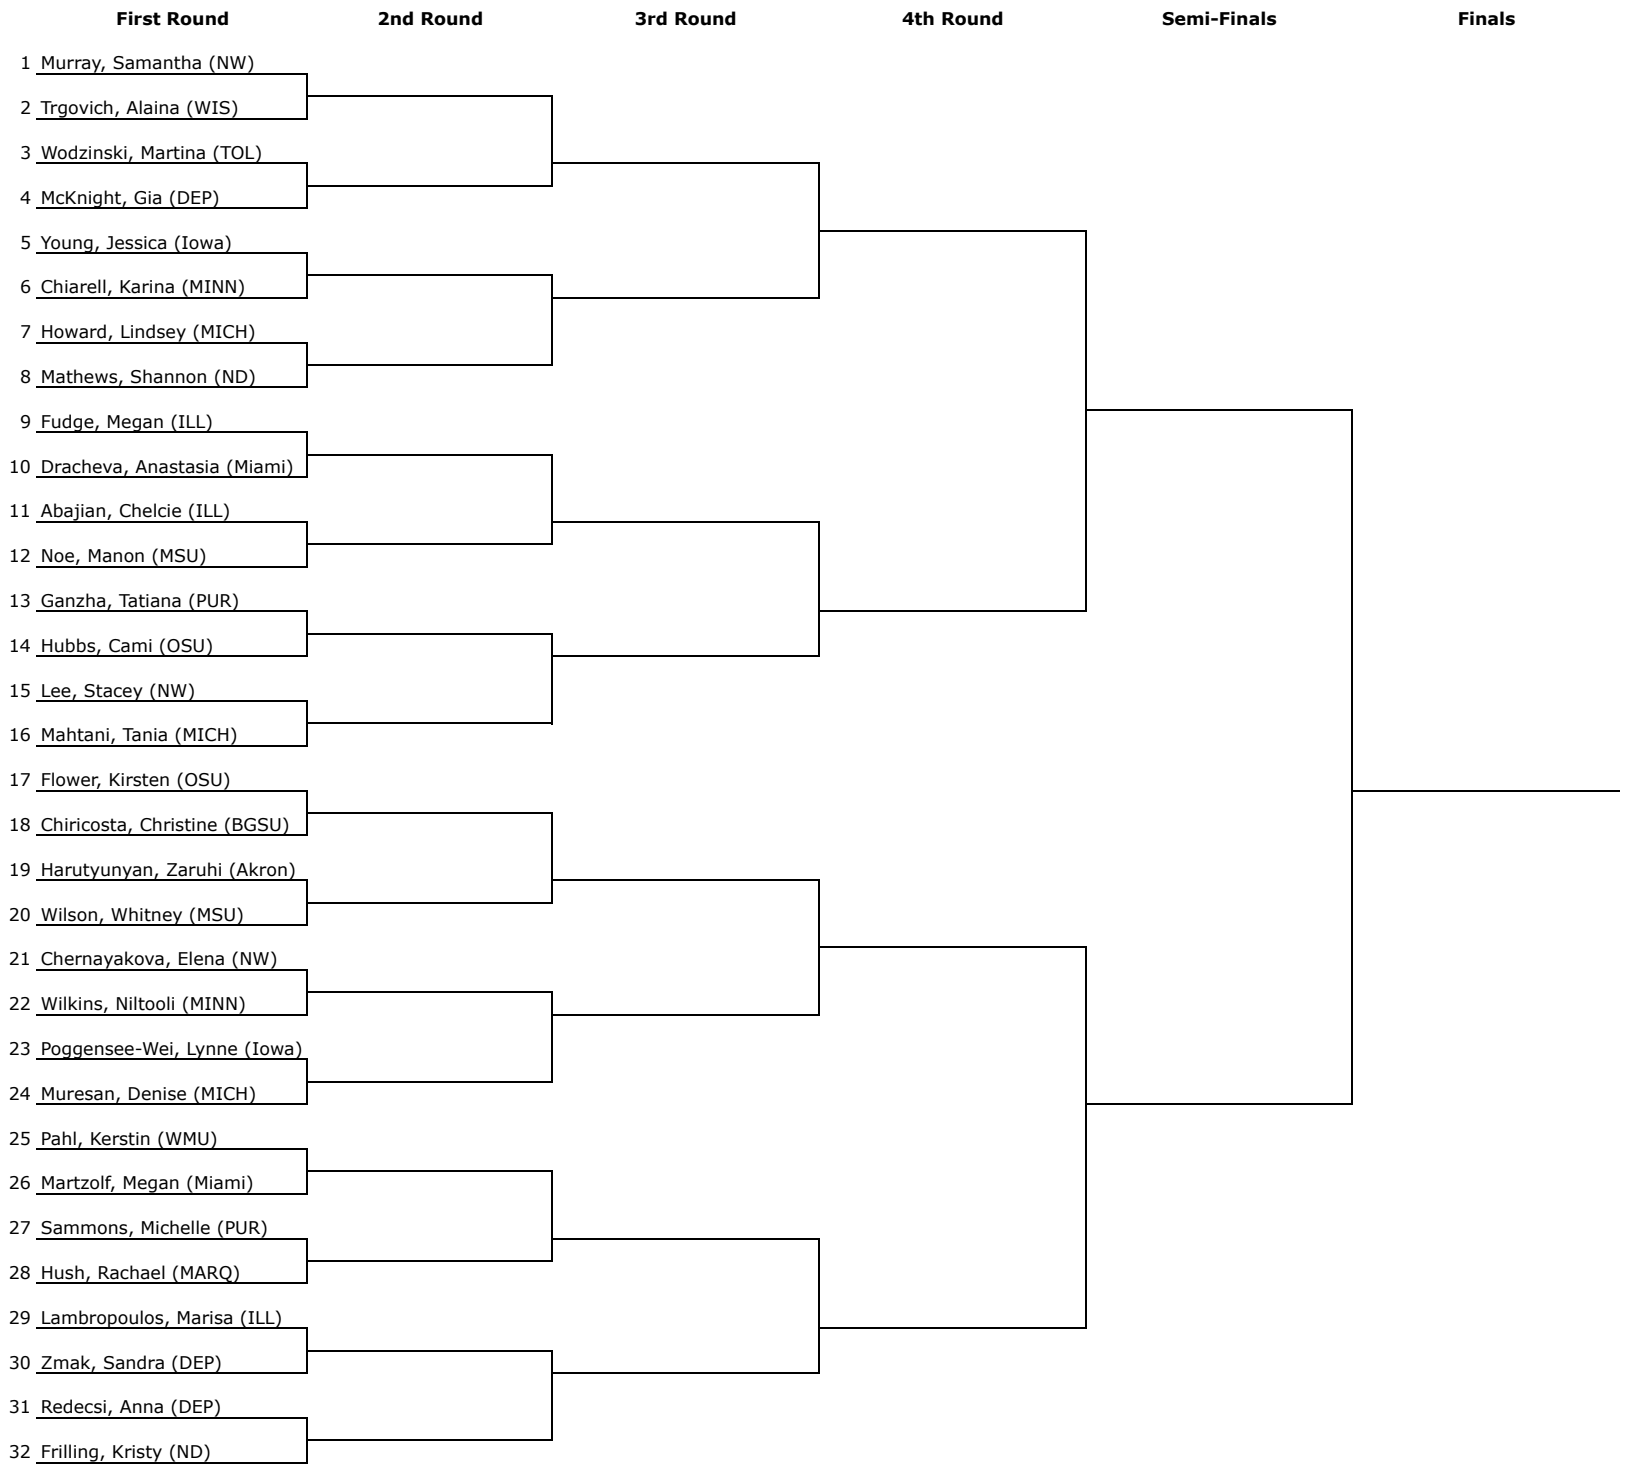 First Round 2nd Round 3rd Round 4th Round Semi-Finals Finals
1 Murray, Samantha (NW)
2 Trgovich, Alaina (WIS)
3 Wodzinski, Martina (TOL)
4 McKnight, Gia (DEP)
5 Young, Jessica (Iowa)
6 Chiarell, Karina (MINN)
7 Howard, Lindsey (MICH)
8 Mathews, Shannon (ND)
9 Fudge, Megan (ILL)
10 Dracheva, Anastasia (Miami)
11 Abajian, Chelcie (ILL)
12 Noe, Manon (MSU)
13 Ganzha, Tatiana (PUR)
14 Hubbs, Cami (OSU)
15 Lee, Stacey (NW)
16 Mahtani, Tania (MICH)
17 Flower, Kirsten (OSU)
18 Chiricosta, Christine (BGSU)
19 Harutyunyan, Zaruhi (Akron)
20 Wilson, Whitney (MSU)
21 Chernayakova, Elena (NW)
22 Wilkins, Niltooli (MINN)
23 Poggensee-Wei, Lynne (Iowa)
24 Muresan, Denise (MICH)
25 Pahl, Kerstin (WMU)
26 Martzolf, Megan (Miami)
27 Sammons, Michelle (PUR)
28 Hush, Rachael (MARQ)
29 Lambropoulos, Marisa (ILL)
30 Zmak, Sandra (DEP)
31 Redecsi, Anna (DEP)
32 Frilling, Kristy (ND)